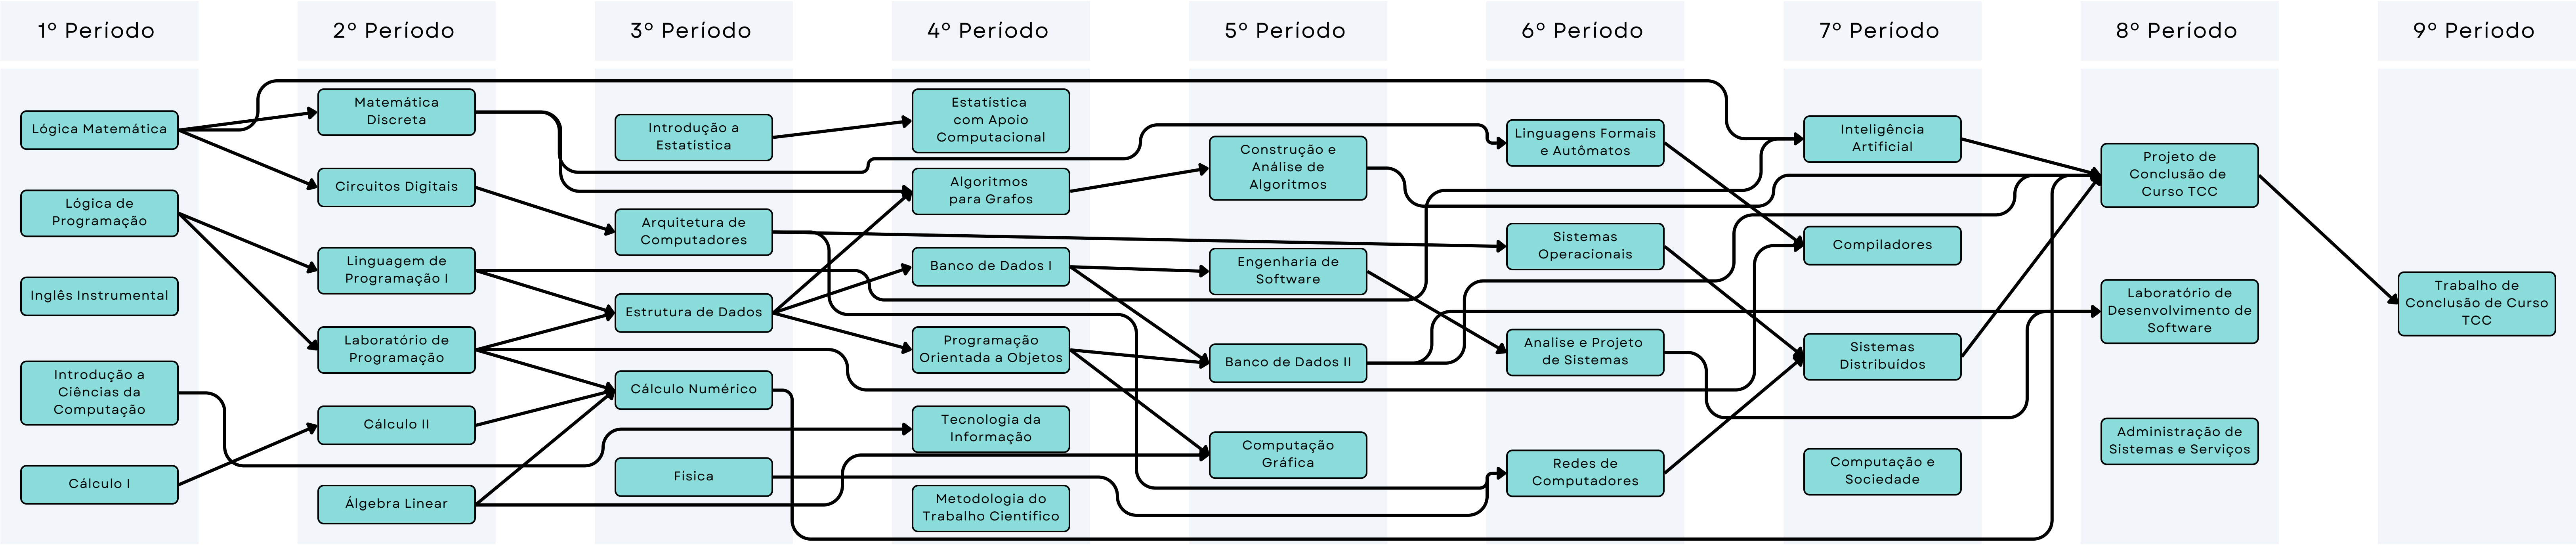 1º Período
2º Período
3º Período
4º Período
5º Período
6º Período
7º Período
8º Período
9º Período
Lógica Matemática
Lógica de
Programação
Inglês Instrumental
Introdução a
Ciências da
Computação
Cálculo I
Matemática
Discreta
Circuitos Digitais
Linguagem de
Programação I
Laboratório de
Programação
Cálculo II
Álgebra Linear
Introdução a
Estatística
Arquitetura de
Computadores
Estrutura de Dados
Cálculo Numérico
Física
Estatística
com Apoio
Computacional
Algoritmos
para Grafos
Banco de Dados I
Programação
Orientada a Objetos
Tecnologia da
Informação
Metodologia do
Trabalho Científico
Construção e
Análise de
Algoritmos
Engenharia de
Software
Banco de Dados II
Computação
Gráfica
Linguagens Formais
e Autômatos
Sistemas
Operacionais
Analise e Projeto
de Sistemas
Redes de
Computadores
Inteligência
Artificial
Compiladores
Sistemas
Distribuídos
Computação e
Sociedade
Projeto de
Conclusão de
Curso TCC
Laboratório de
Desenvolvimento de
Software
Administração de
Sistemas e Serviços
Trabalho de
Conclusão de Curso
TCC